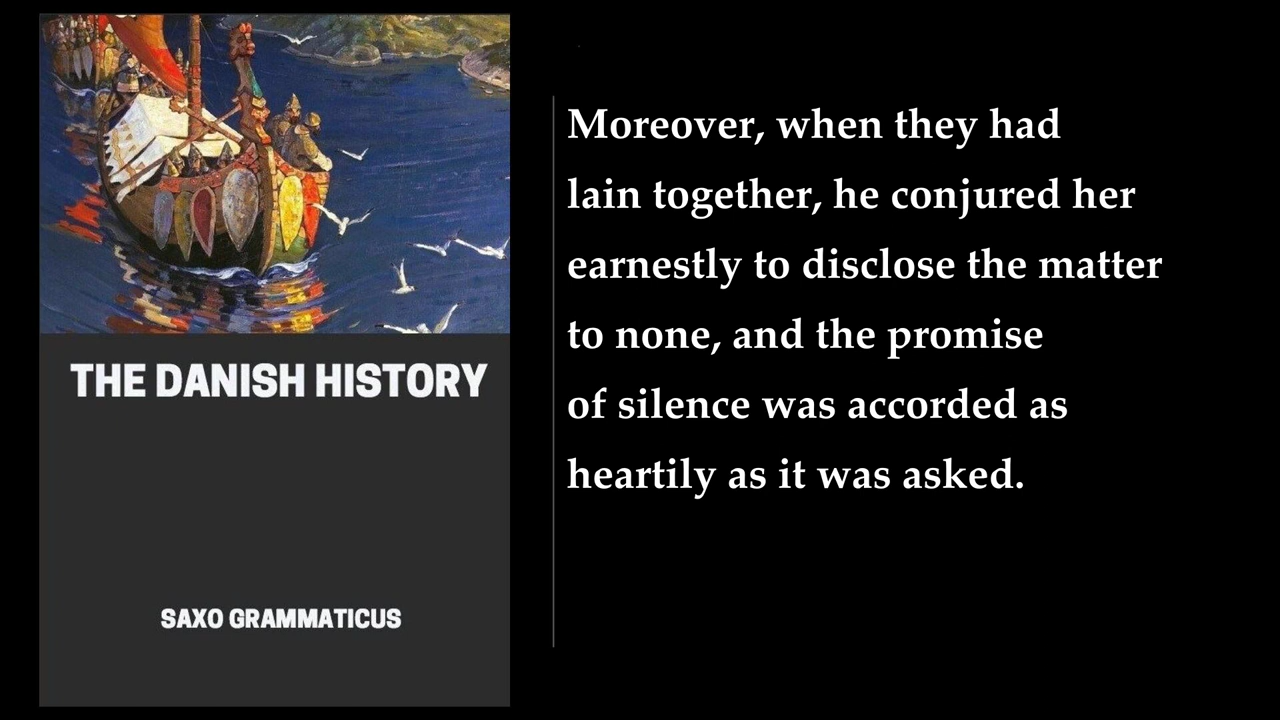 THE DANISH HISTORY
SAXO GRAMMATICUS
Moreover, when they had
lain together, he conjured her
earnestly to disclose the matter
to none, and the promise
of silence was accorded as
heartily as it was asked.